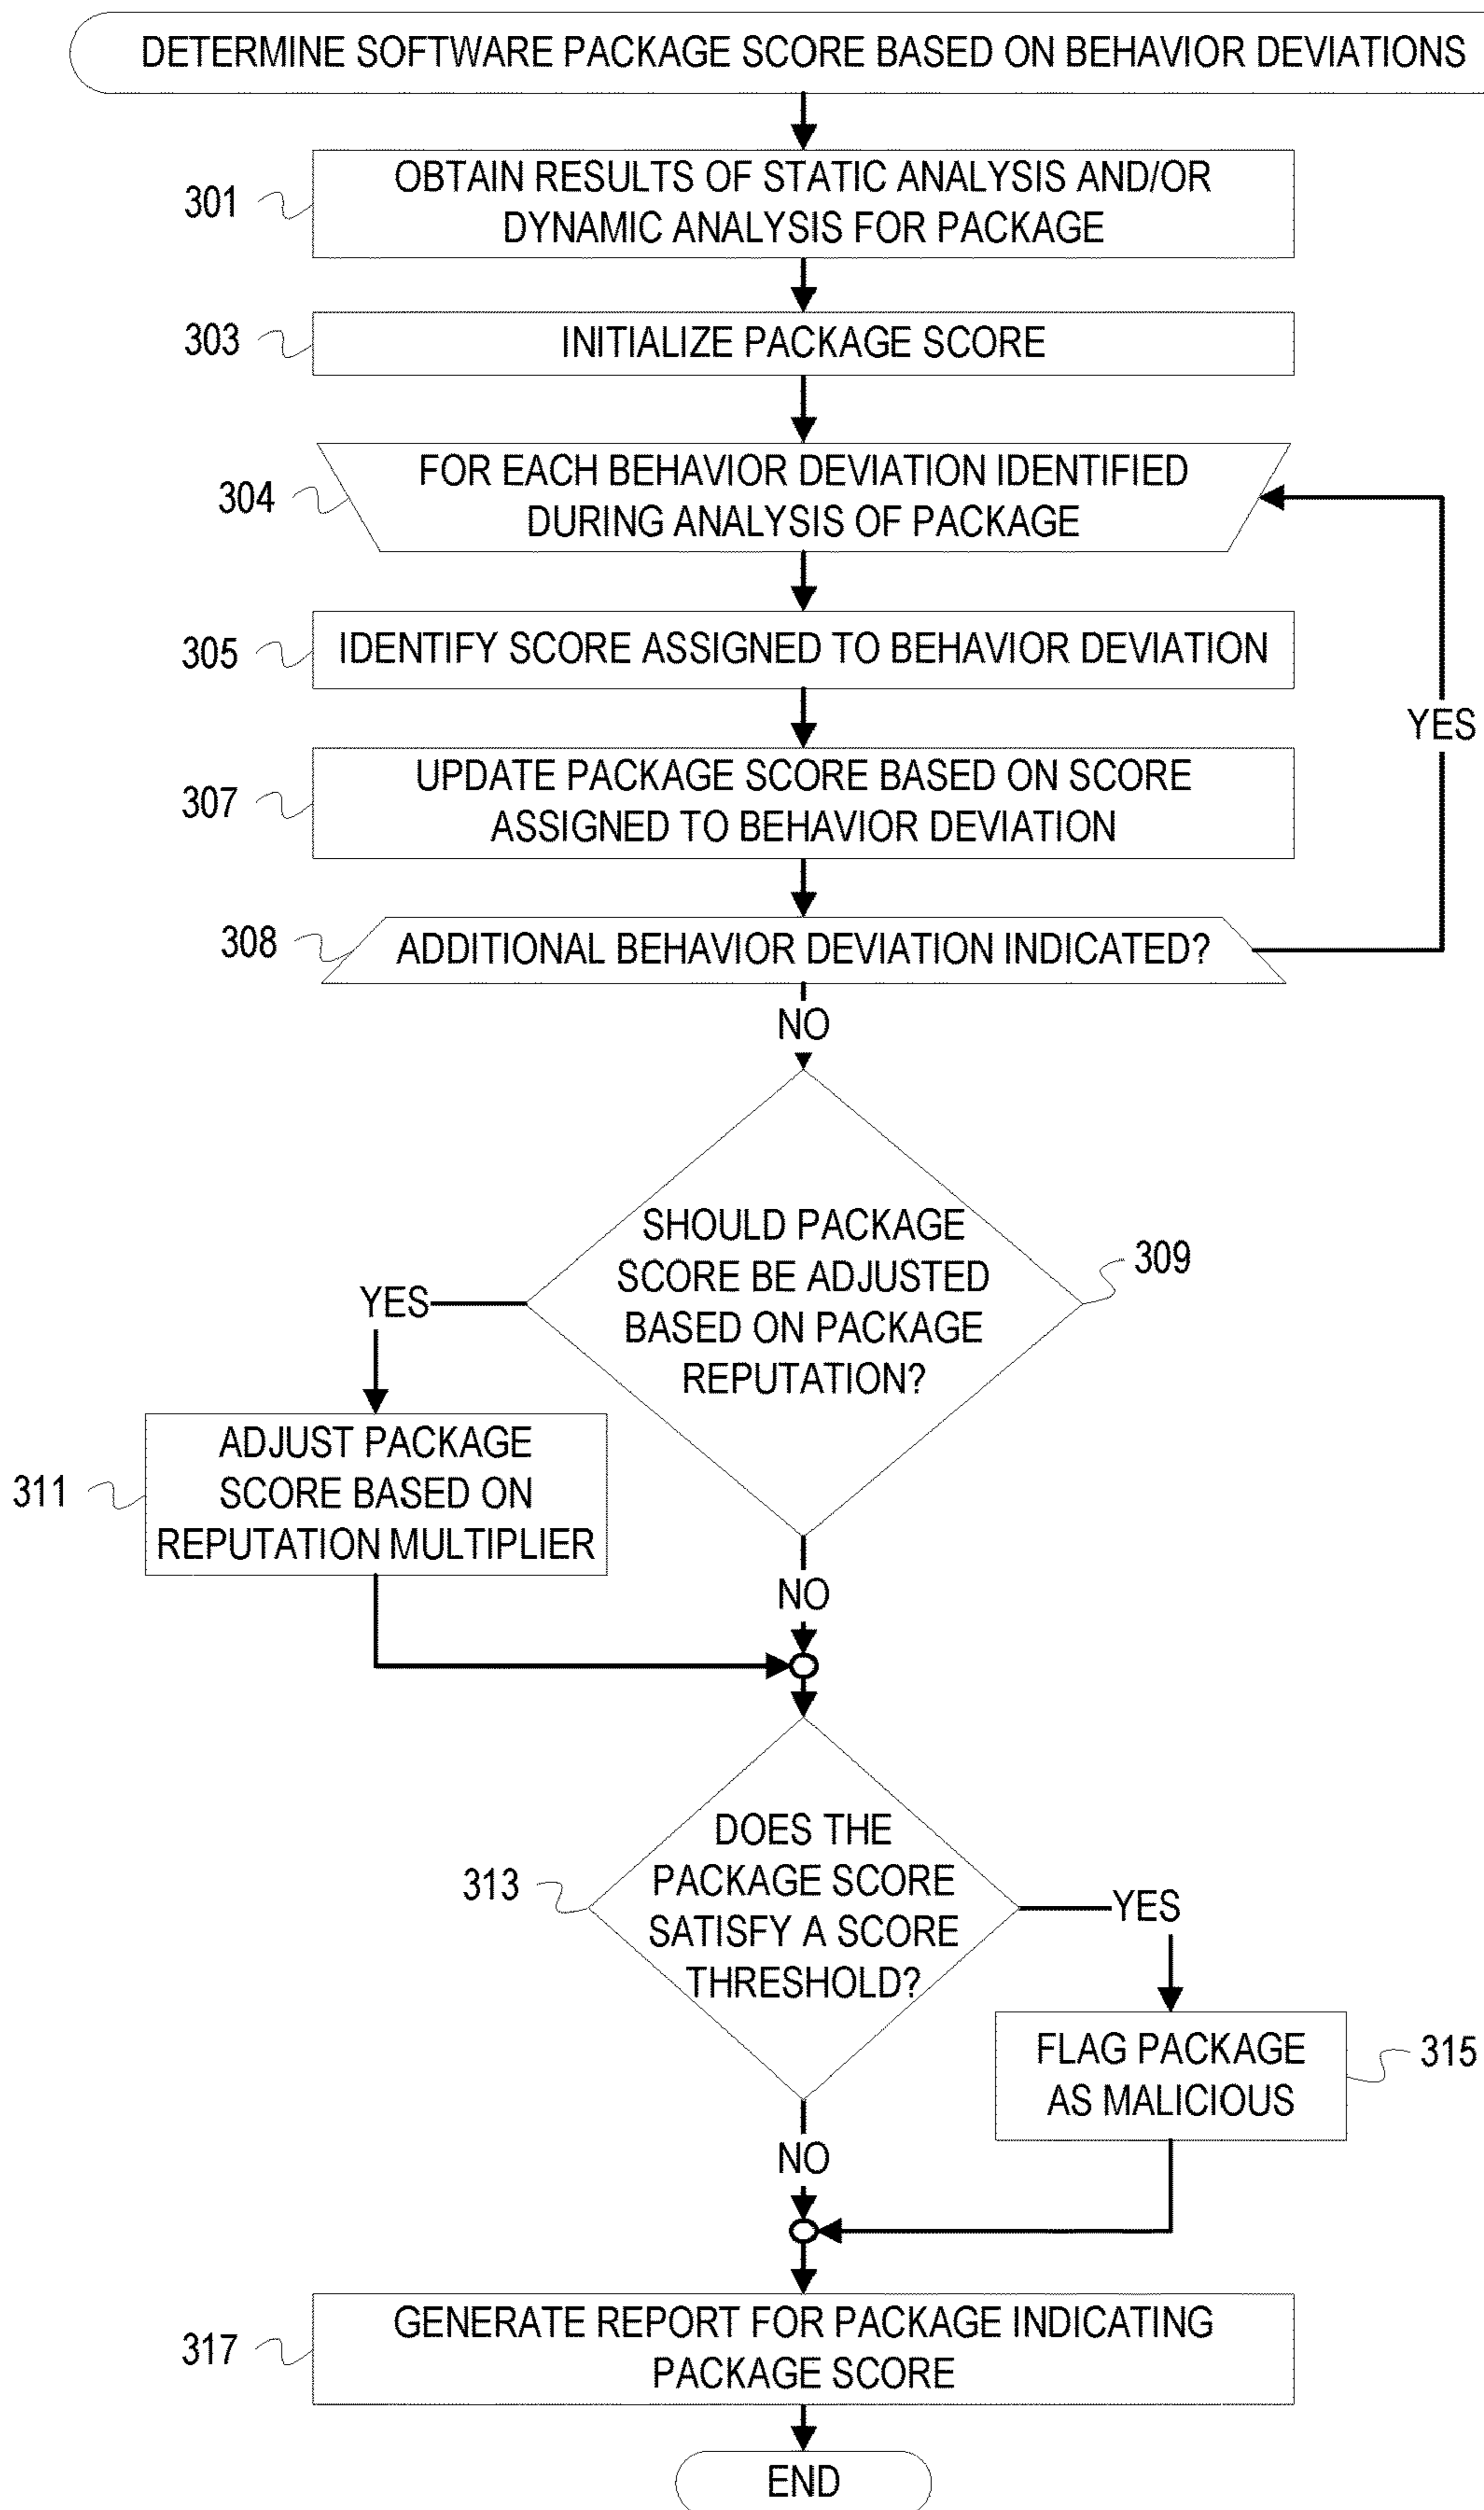 DETERMINE SOFTWARE PACKAGE SCORE BASED ON BEHAVIOR DEVIATIONS
301
OBTAIN RESULTS OF STATIC ANALYSIS AND/OR
DYNAMIC ANALYSIS FOR PACKAGE
303
INITIALIZE PACKAGE SCORE
304
FOR EACH BEHAVIOR DEVIATION IDENTIFIED
DURING ANALYSIS OF PACKAGE
305
IDENTIFY SCORE ASSIGNED TO BEHAVIOR DEVIATION
YES
307
UPDATE PACKAGE SCORE BASED ON SCORE
ASSIGNED TO BEHAVIOR DEVIATION
308
ADDITIONAL BEHAVIOR DEVIATION INDICATED?
NO
SHOULD PACKAGE
SCORE BE ADJUSTED
BASED ON PACKAGE
REPUTATION?
309
YES
311
ADJUST PACKAGE
SCORE BASED ON
REPUTATION MULTIPLIER
NO
313
DOES THE
PACKAGE SCORE
SATISFY A SCORE
THRESHOLD?
YES
FLAG PACKAGE
AS MALICIOUS
315
NO
317
GENERATE REPORT FOR PACKAGE INDICATING
PACKAGE SCORE
END